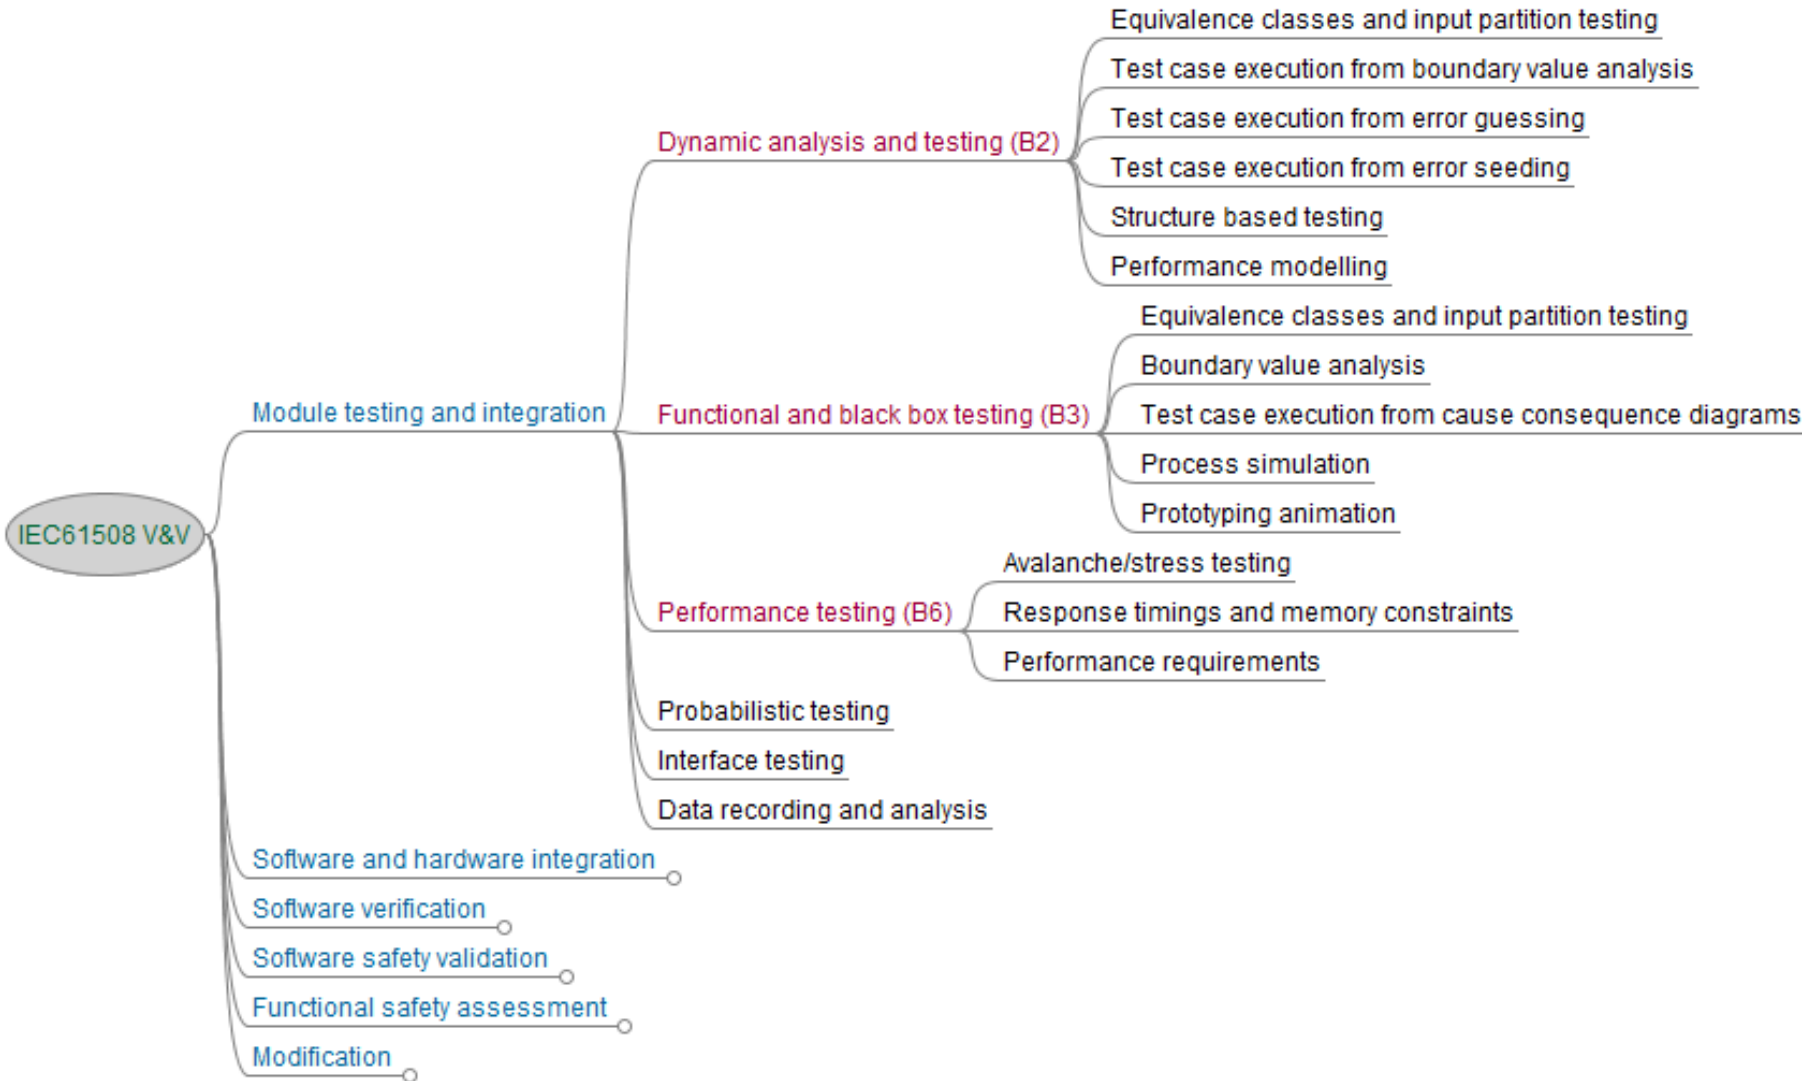 Equivalence classes and input partition testing
Test case execution from boundary value analysis
Test case execution from error guessing
Dynamic analysis and testing (B2)
Test case execution from error seeding
Structure based testing
Performance modelling
Equivalence classes and input partition testing
Boundary value analysis
Module testing and integration
Functional and black box testing (B3)
Test case execution from cause consequence diagrams
Process simulation
Prototyping animation
IEC61508 V&V
Avalanche/stress testing
Performance testing (B6)
Response timings and memory constraints
Performance requirements
Probabilistic testing
Interface testing
Data recording and analysis
Software and hardware integration
Software verification
Software safety validation
Functional safety assessment
Modification